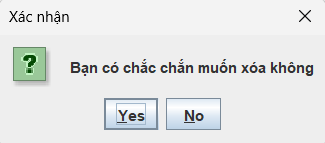 Xác nhận
Bạn có chắc chắn muốn xóa không
Yes No